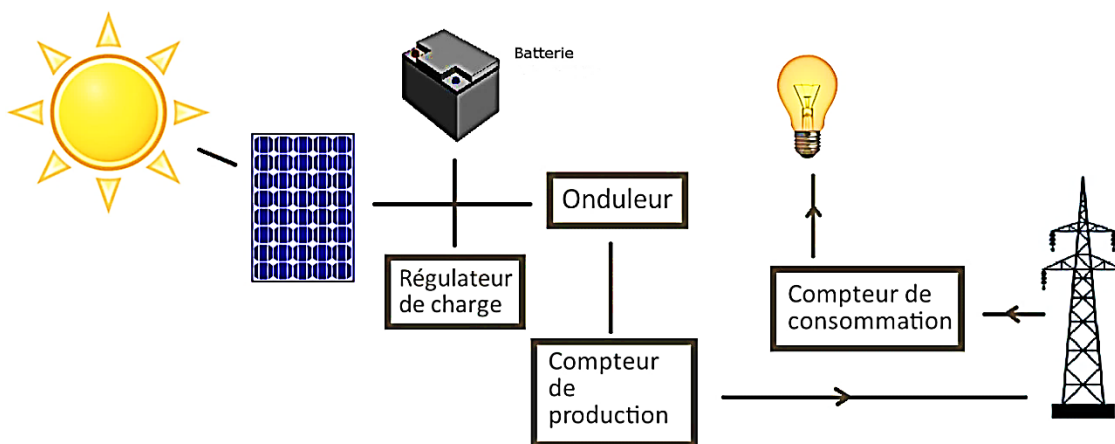 Batterie
Onduleur
Régulateur
de charge
Compteur de
consommation
Compteur
de
production